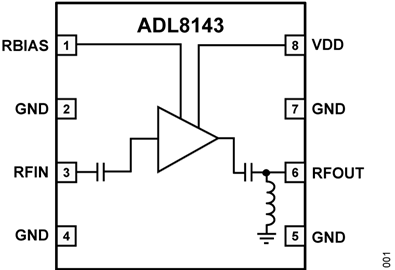 ADL8143
RBIAS 1
8 VDD
GND 2
7 GND
RFIN 3
6 RFOUT
GND 4
5 GND
001